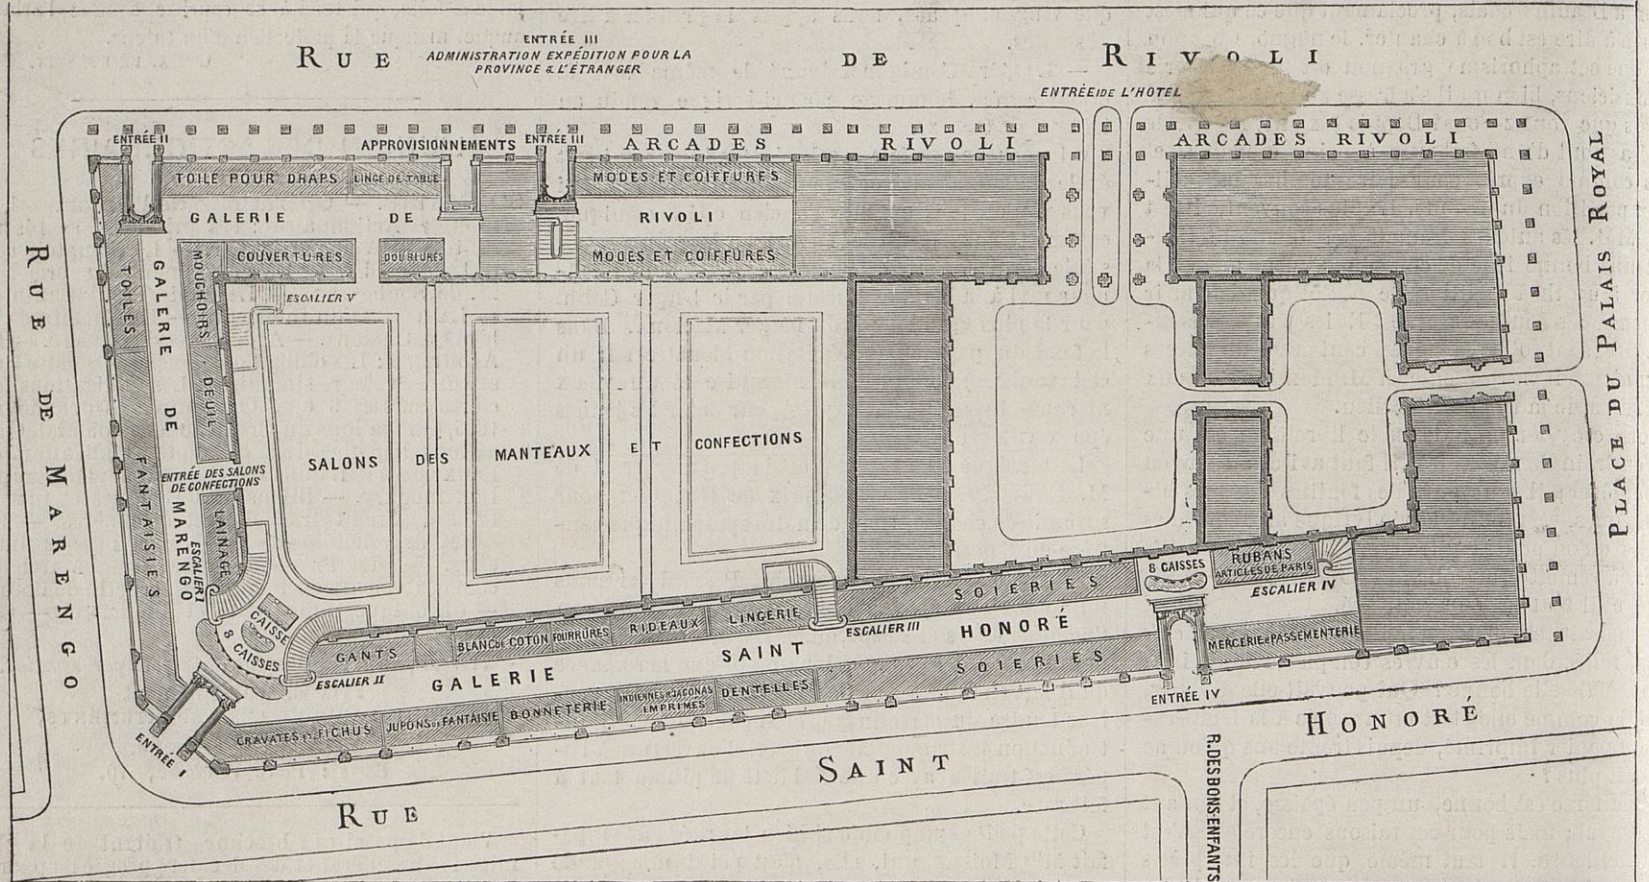 ENTRÉE III
ADMINISTRATION EXPÉDITION POUR LA
PROVINCE & L'ÉTRANGER
RUE DE RIVOLI
ENTRÉE DE L'HOTEL
ENTRÉE II
APPROVISIONNEMENTS
ENTRÉE III
ARCADES RIVOLI
ARCADES RIVOLI
TOILE POUR DRAPS
LINGE DE TABLE
MODES ET COIFFURES
GALERIE DE RIVOLI
COUVERTURES
DOUBLURES
MODES ET COIFFURES
RUE DE MARENGO
PLACE DU PALAIS ROYAL
TOILES
GALERIE DE MARENGO
MOUCHOIRS
ESCALIER V
DEUIL
FANTAISIES
ENTRÉE DES SALONS
DE CONFECTIONS
SALONS DES MANTEAUX ET CONFECTIONS
LAINAGE
ESCALIER I
CAISSE
8 CAISSES
8 CAISSES
RUBANS
ARTICLES DE PARIS
ESCALIER IV
SOIERIES
GANTS
BLANC DE COTON
FOURRURES
RIDEAUX
LINGERIE
ESCALIER III
ESCALIER II
GALERIE SAINT HONORÉ
MERCERIE & PASSEMENTERIE
CRAVATES ET FICHUS
JUPONS DE FANTAISIE
BONNETERIE
INDIENNES & JACONAS
IMPRIMÉS
DENTELLES
SOIERIES
ENTRÉE I
ENTRÉE IV
RUE SAINT HONORÉ
R. DES BONS-ENFANTS